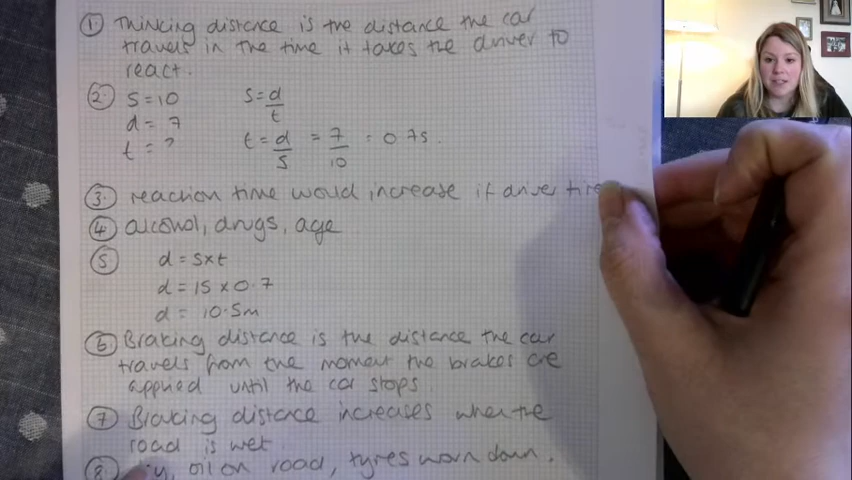 ① Thinking distance is the distance the car
travels in the time it takes the driver to
react.
② s = 10 s = d/t
d = 7
t = ? t = d/s = 7/10 = 0.7s.
③ reaction time would increase if driver
④ alcohol, drugs, age
⑤ d = s×t
d = 15 × 0.7
d = 10.5m
⑥ Braking distance is the distance the car
travels from the moment the brakes are
applied until the car stops.
⑦ Braking distance increases when the
road is wet.
⑧ oil on road, tyres worn down.